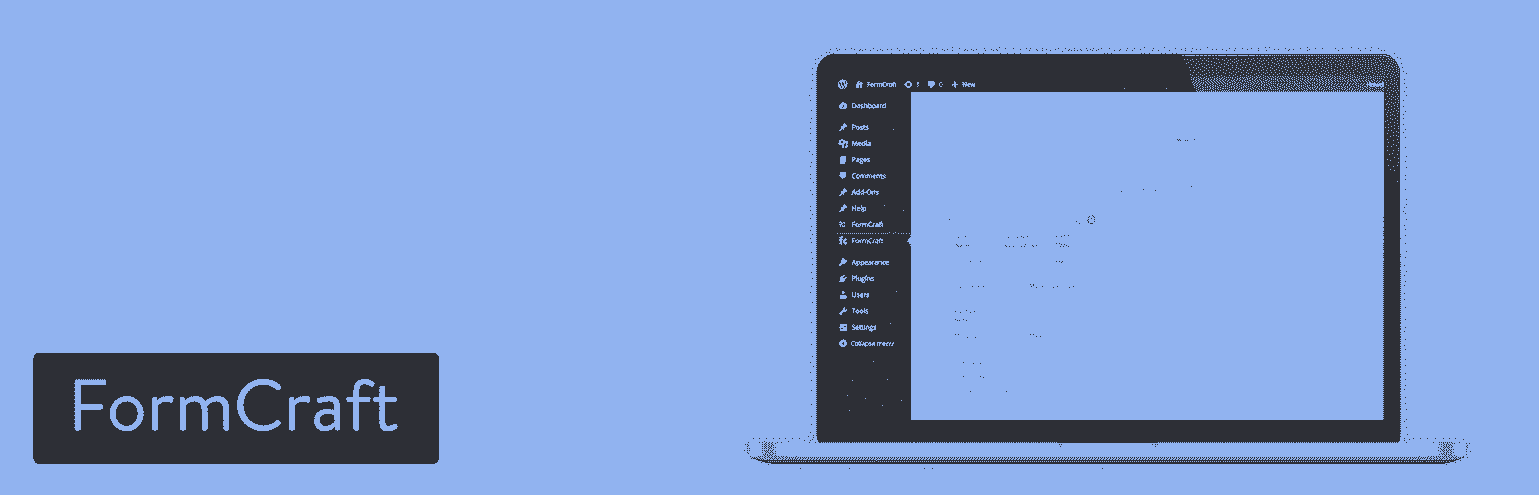 FormCraft 5 0 New
Dashboard
Posts
Media
Pages
Comments
Add-Ons
Help
FormCraft
FormCraft
Appearance
Plugins
Users
Tools
Settings
Collapse menu
FormCraft